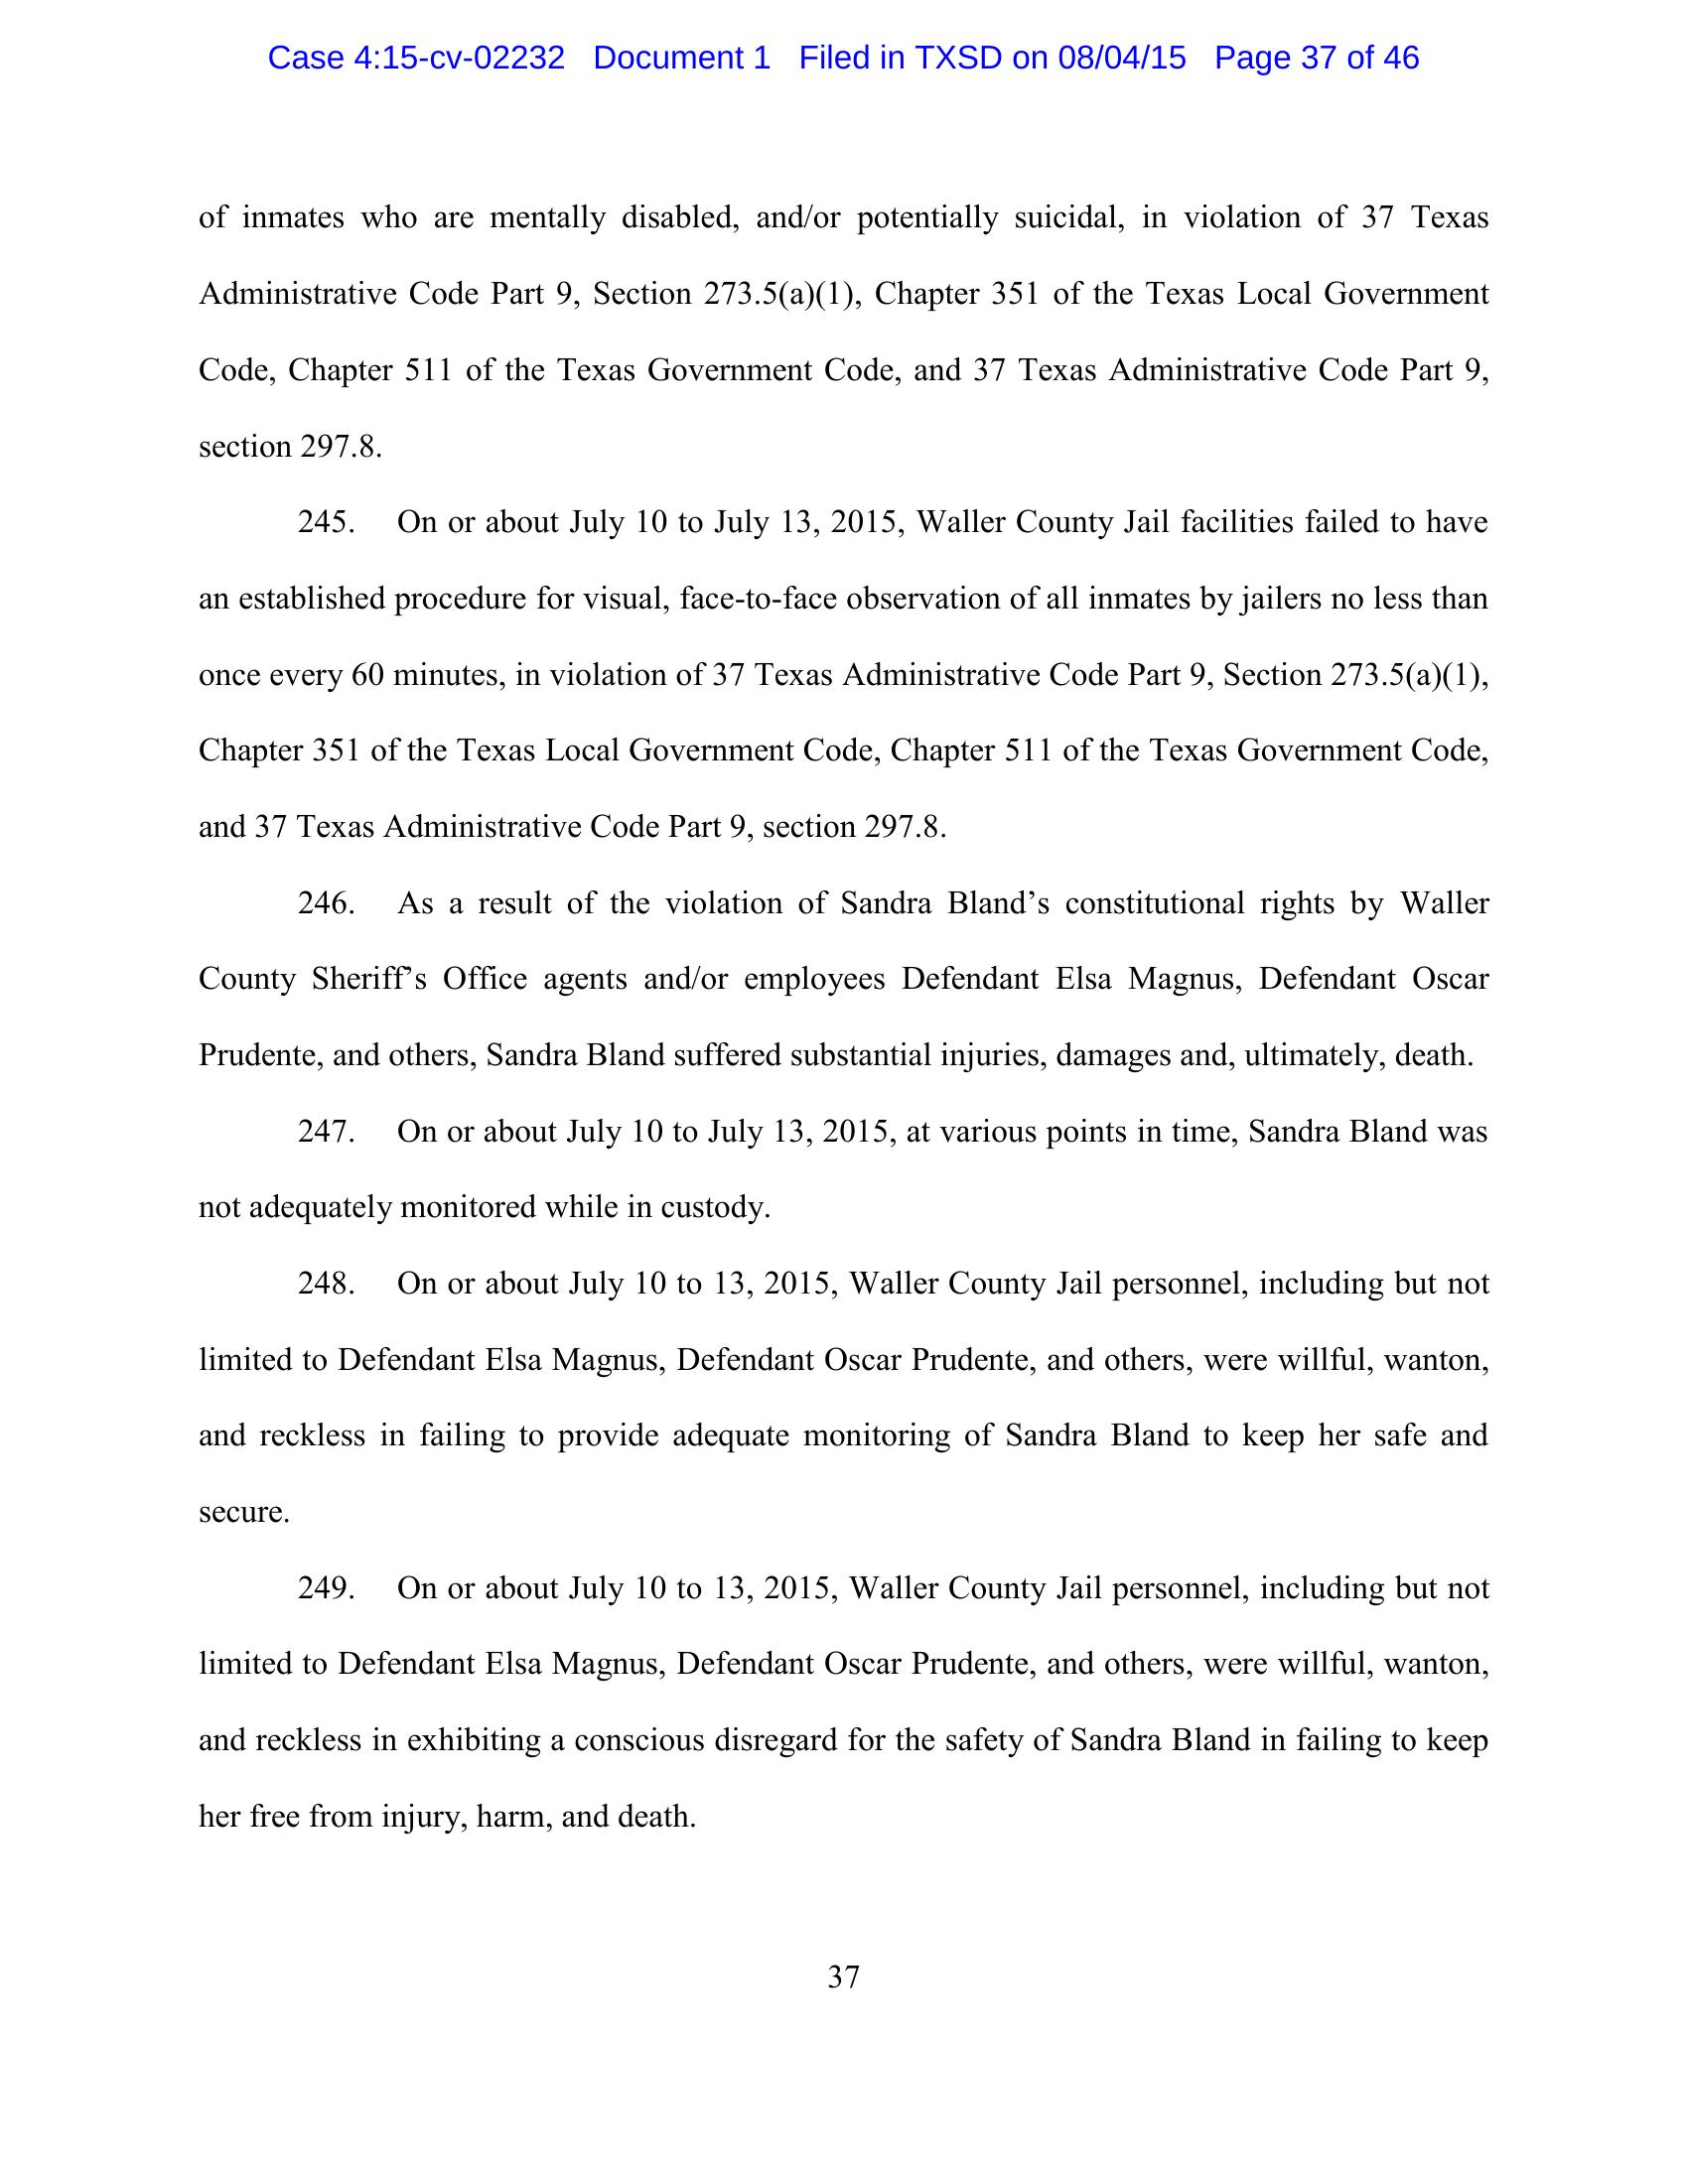 Case 4:15-cv-02232 Document 1 Filed in TXSD on 08/04/15 Page 37 of 46
of inmates who are mentally disabled, and/or potentially suicidal, in violation of 37 Texas
Administrative Code Part 9, Section 273.5(a)(1), Chapter 351 of the Texas Local Government
Code, Chapter 511 of the Texas Government Code, and 37 Texas Administrative Code Part 9,
section 297.8.
245. On or about July 10 to July 13, 2015, Waller County Jail facilities failed to have
an established procedure for visual, face-to-face observation of all inmates by jailers no less than
once every 60 minutes, in violation of 37 Texas Administrative Code Part 9, Section 273.5(a)(1),
Chapter 351 of the Texas Local Government Code, Chapter 511 of the Texas Government Code,
and 37 Texas Administrative Code Part 9, section 297.8.
246. As a result of the violation of Sandra Bland’s constitutional rights by Waller
County Sheriff’s Office agents and/or employees Defendant Elsa Magnus, Defendant Oscar
Prudente, and others, Sandra Bland suffered substantial injuries, damages and, ultimately, death.
247. On or about July 10 to July 13, 2015, at various points in time, Sandra Bland was
not adequately monitored while in custody.
248. On or about July 10 to 13, 2015, Waller County Jail personnel, including but not
limited to Defendant Elsa Magnus, Defendant Oscar Prudente, and others, were willful, wanton,
and reckless in failing to provide adequate monitoring of Sandra Bland to keep her safe and
secure.
249. On or about July 10 to 13, 2015, Waller County Jail personnel, including but not
limited to Defendant Elsa Magnus, Defendant Oscar Prudente, and others, were willful, wanton,
and reckless in exhibiting a conscious disregard for the safety of Sandra Bland in failing to keep
her free from injury, harm, and death.
37